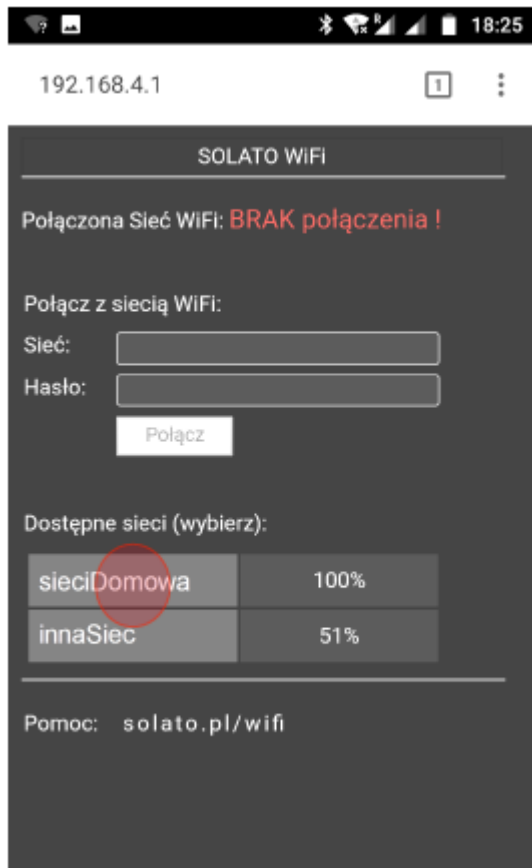 18:25
192.168.4.1 1
SOLATO WiFi
Połączona Sieć WiFi: BRAK połączenia !
Połącz z siecią WiFi:
Sieć:
Hasło:
Połącz
Dostępne sieci (wybierz):
sieciDomowa 100%
innaSiec 51%
Pomoc: solato.pl/wifi